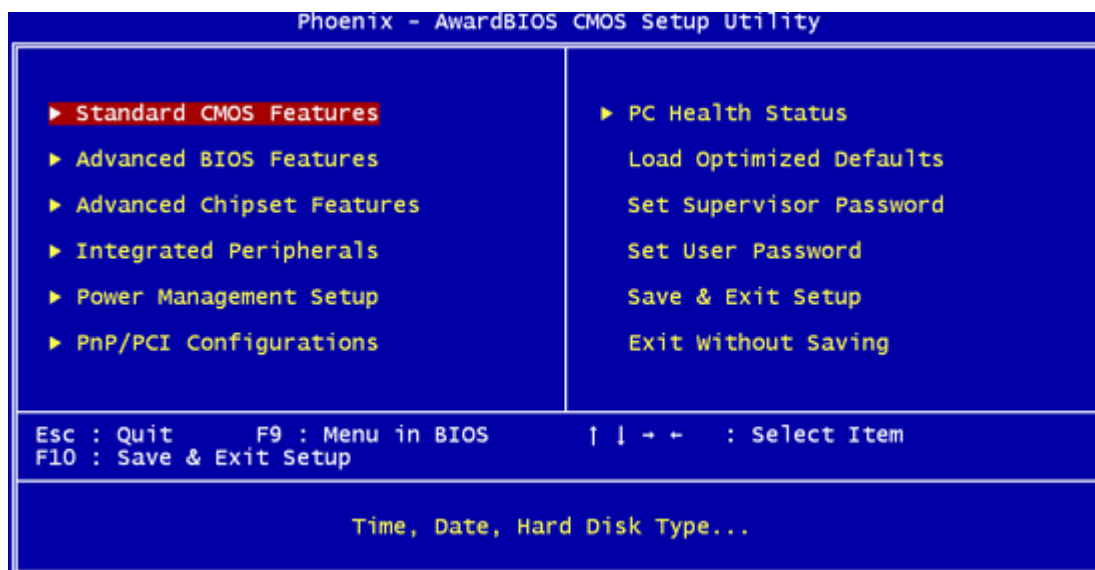 Phoenix - AwardBIOS CMOS Setup Utility
▶ Standard CMOS Features
▶ Advanced BIOS Features
▶ Advanced Chipset Features
▶ Integrated Peripherals
▶ Power Management Setup
▶ PnP/PCI Configurations
▶ PC Health Status
Load Optimized Defaults
Set Supervisor Password
Set User Password
Save & Exit Setup
Exit Without Saving
Esc : Quit F9 : Menu in BIOS ↑ ↓ → ← : Select Item
F10 : Save & Exit Setup
Time, Date, Hard Disk Type...